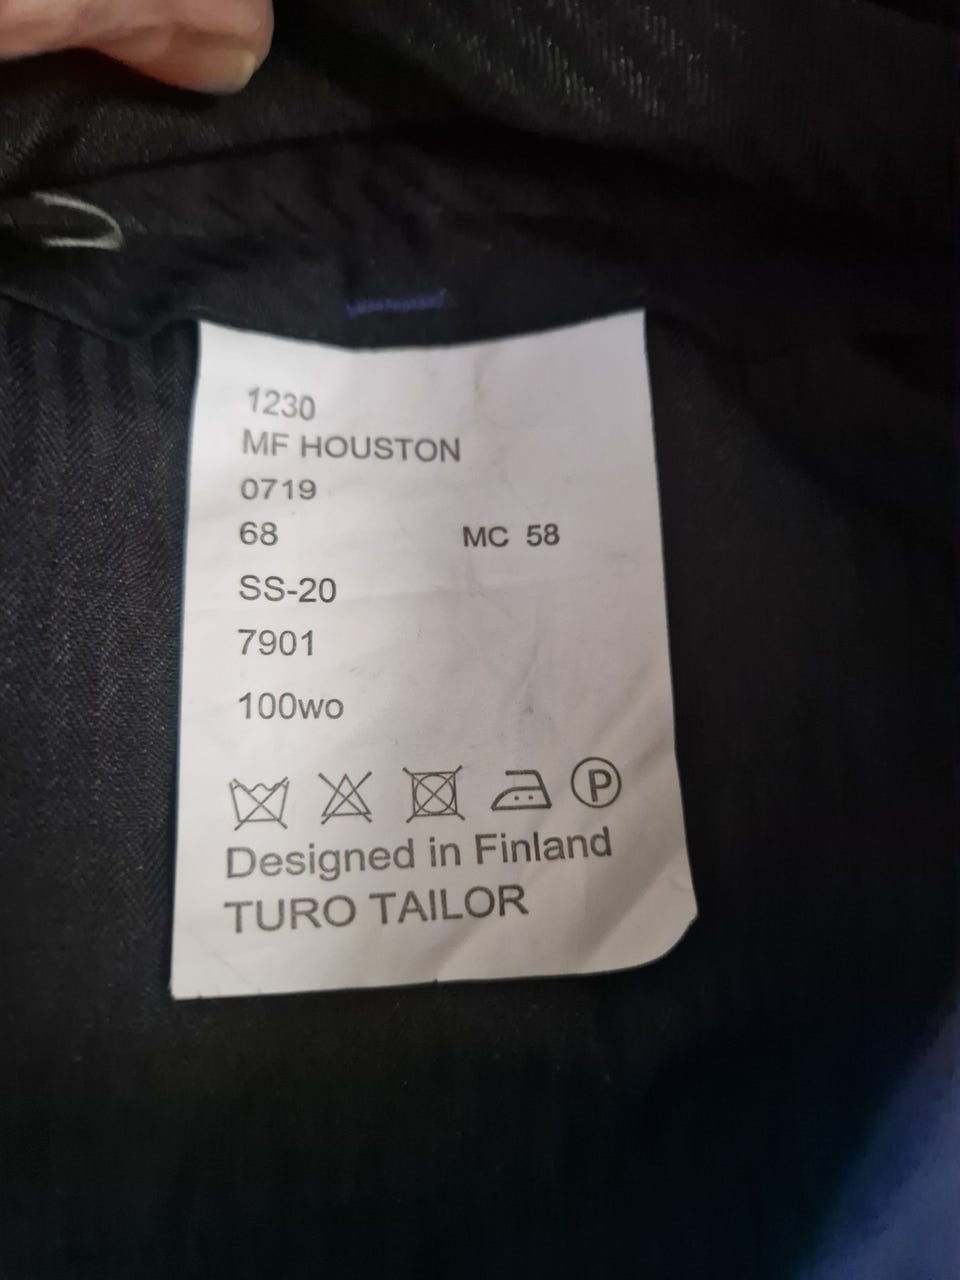 1230
MF HOUSTON
0719
68 MC 58
SS-20
7901
100wo
P
Designed in Finland
TURO TAILOR